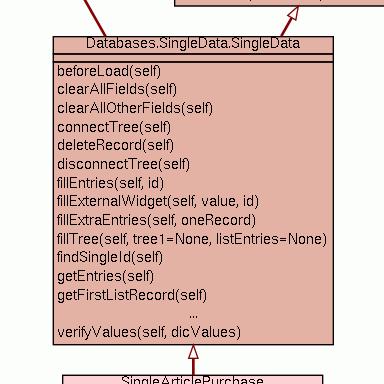 Databases.SingleData.SingleData
beforeLoad(self)
clearAllFields(self)
clearAllOtherFields(self)
connectTree(self)
deleteRecord(self)
disconnectTree(self)
fillEntries(self, id)
fillExternalWidget(self, value, id)
fillExtraEntries(self, oneRecord)
fillTree(self, tree1=None, listEntries=None)
findSingleId(self)
getEntries(self)
getFirstListRecord(self)
...
verifyValues(self, dicValues)
SingleArticlePurchase